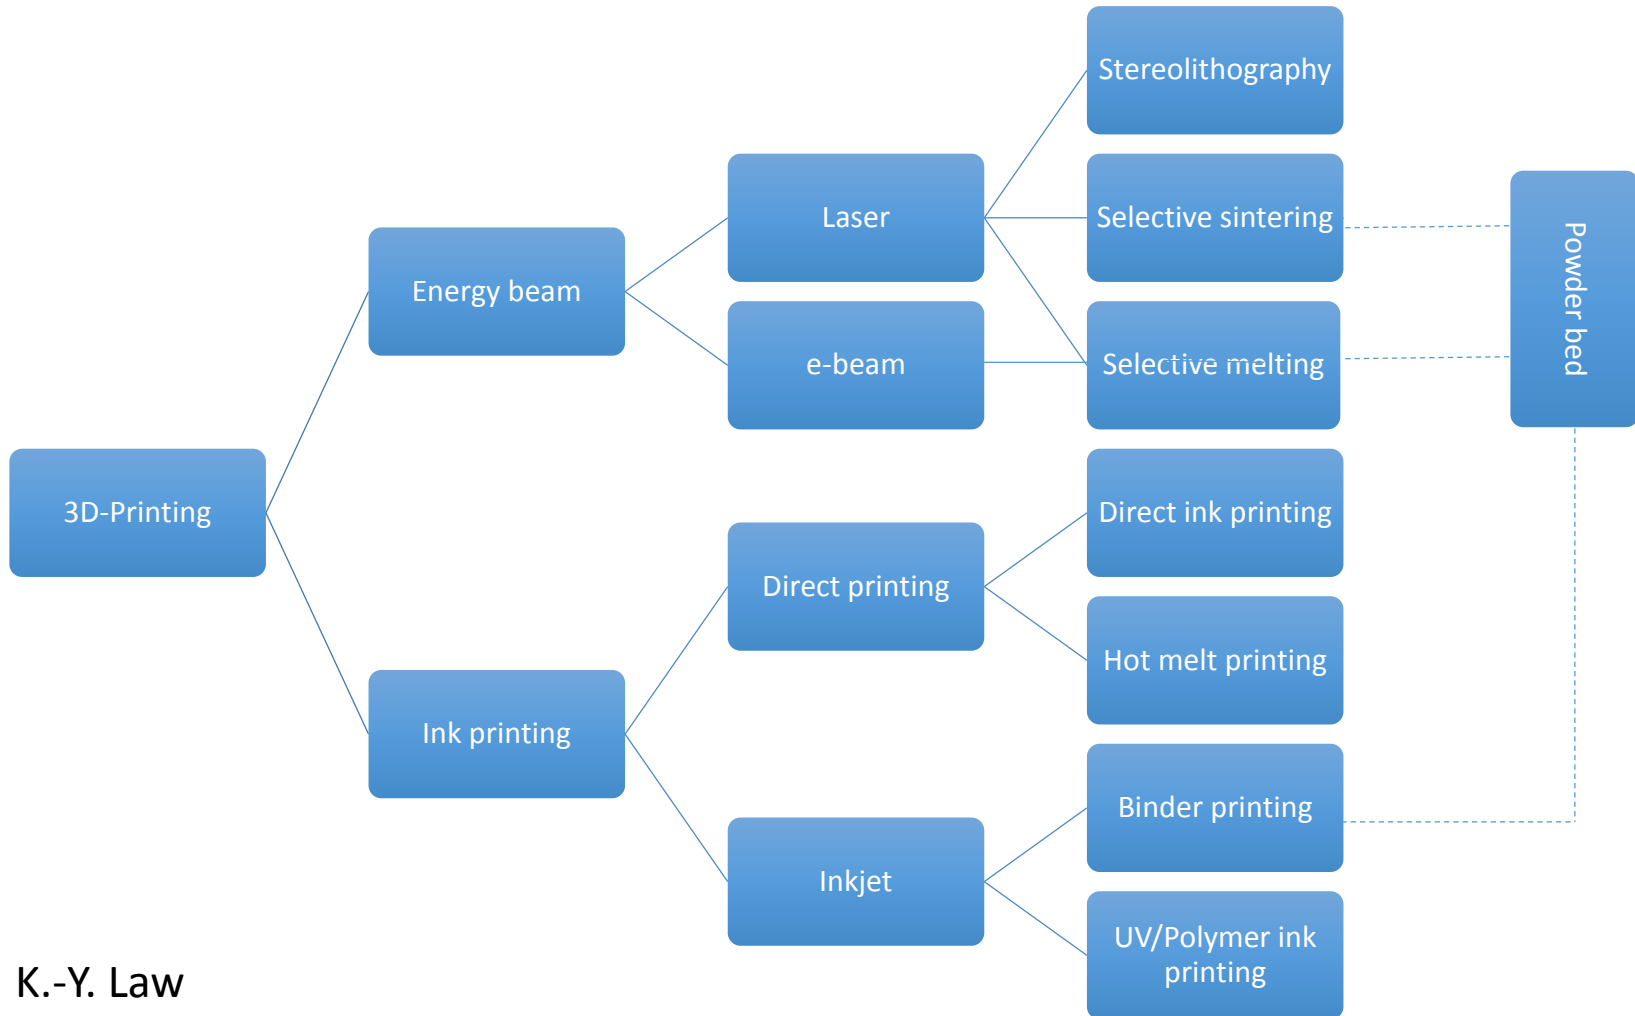 Stereolithography
Laser
Selective sintering
Energy beam
Powder bed
e-beam
Selective melting
3D-Printing
Direct ink printing
Direct printing
Hot melt printing
Ink printing
Binder printing
Inkjet
UV/Polymer ink
printing
K.-Y. Law